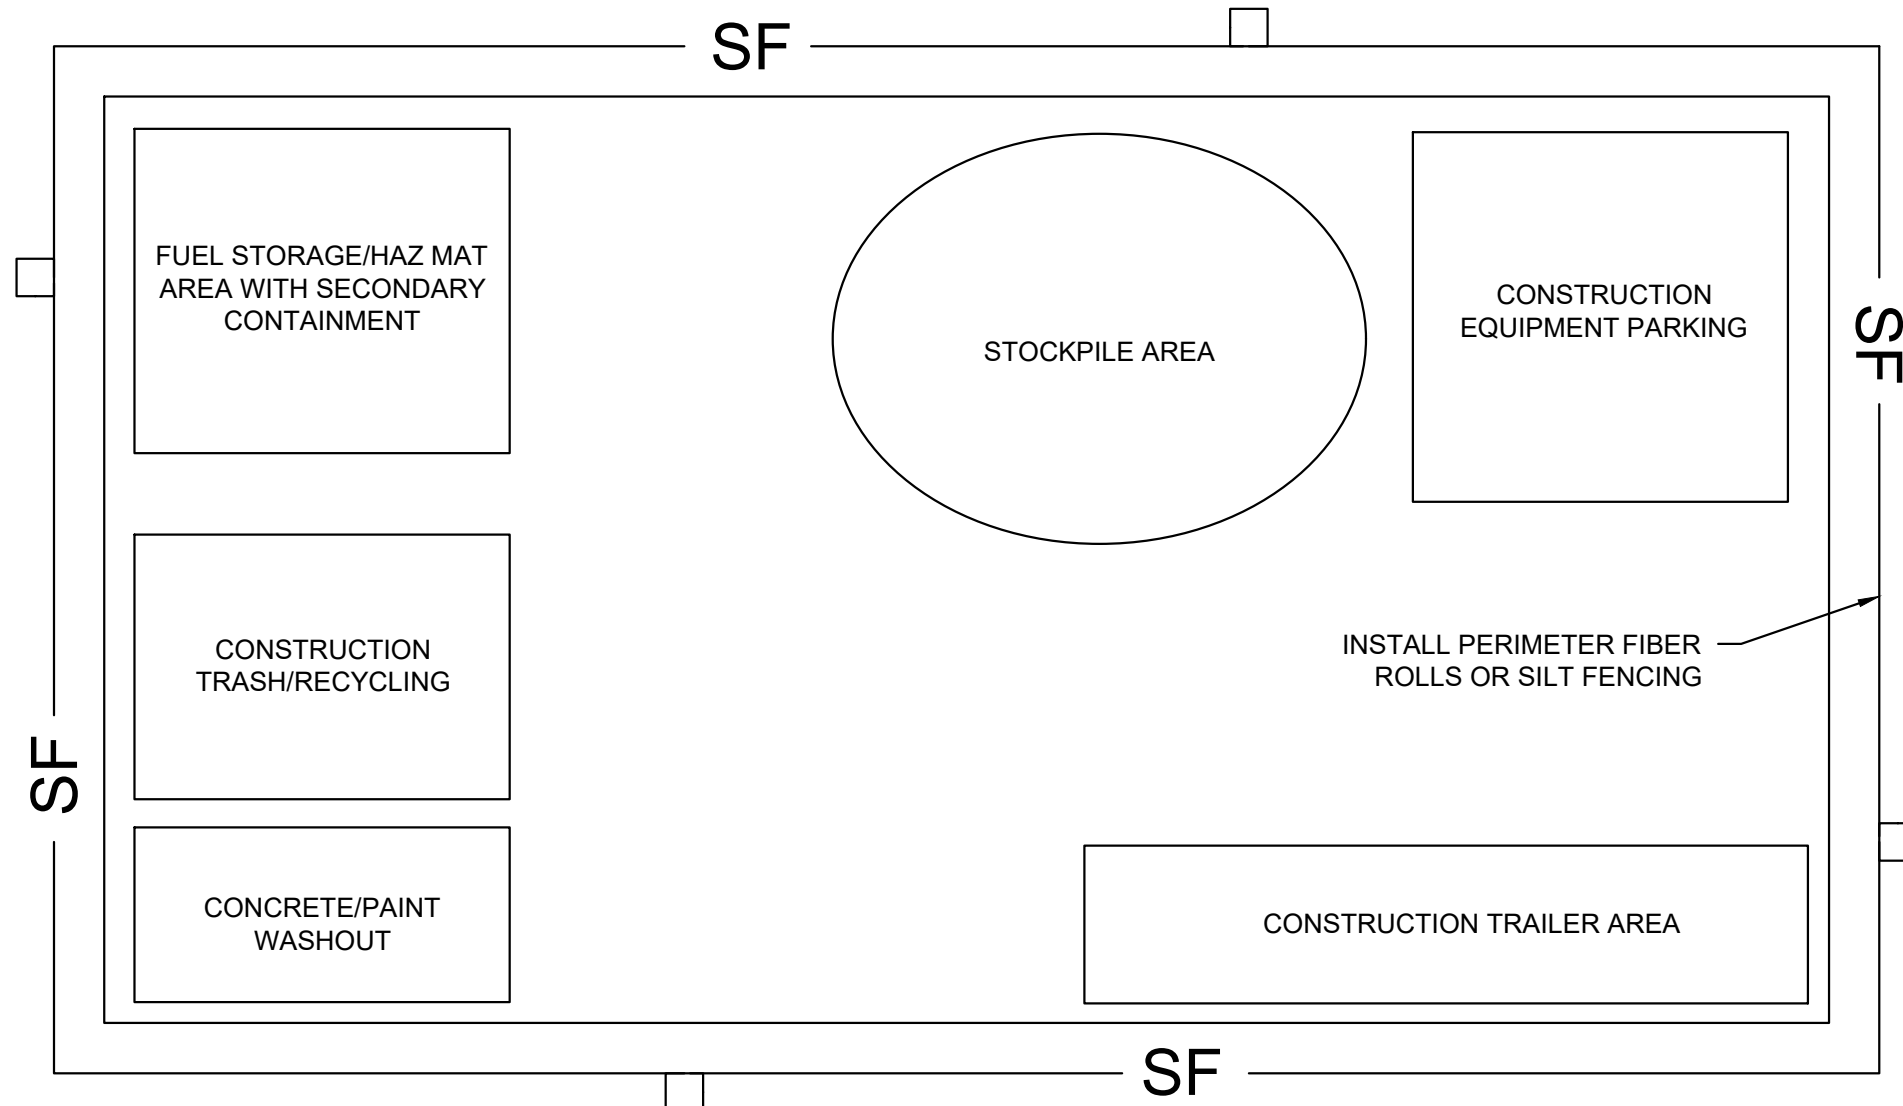 SF
FUEL STORAGE/HAZ MAT
AREA WITH SECONDARY
CONTAINMENT
STOCKPILE AREA
CONSTRUCTION
EQUIPMENT PARKING
SF
CONSTRUCTION
TRASH/RECYCLING
INSTALL PERIMETER FIBER
ROLLS OR SILT FENCING
SF
CONCRETE/PAINT
WASHOUT
CONSTRUCTION TRAILER AREA
SF